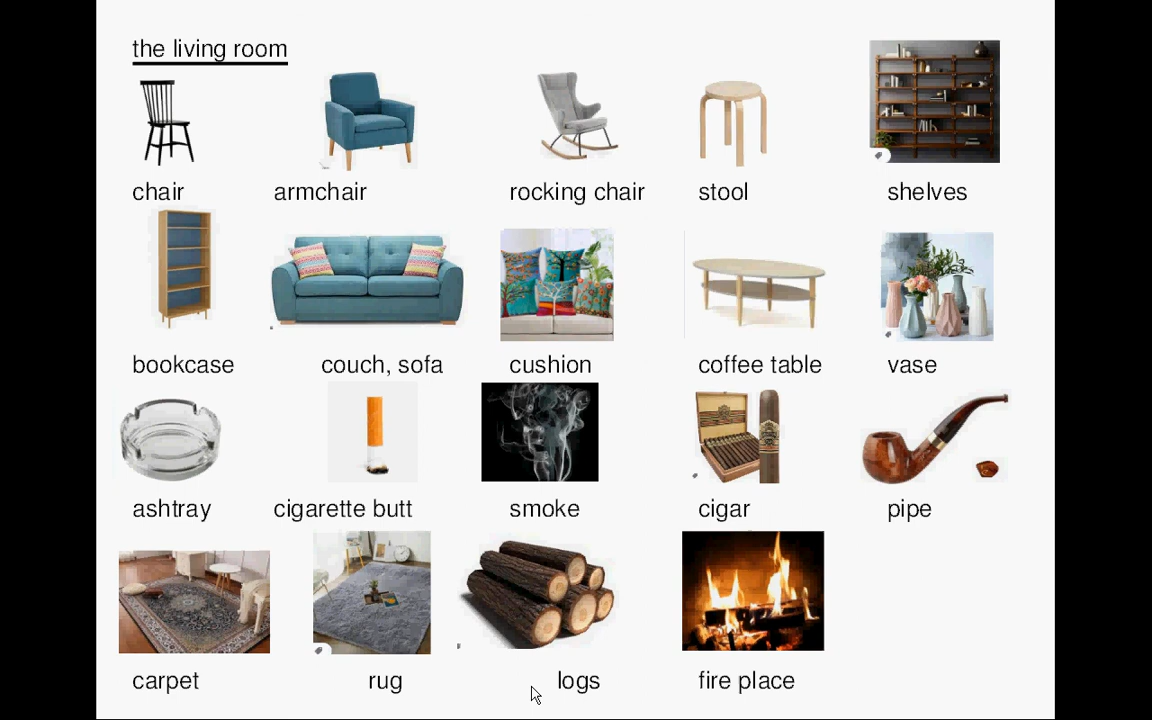 the living room
chair armchair rocking chair stool shelves
bookcase couch, sofa cushion coffee table vase
ashtray cigarette butt smoke cigar pipe
carpet rug logs fire place